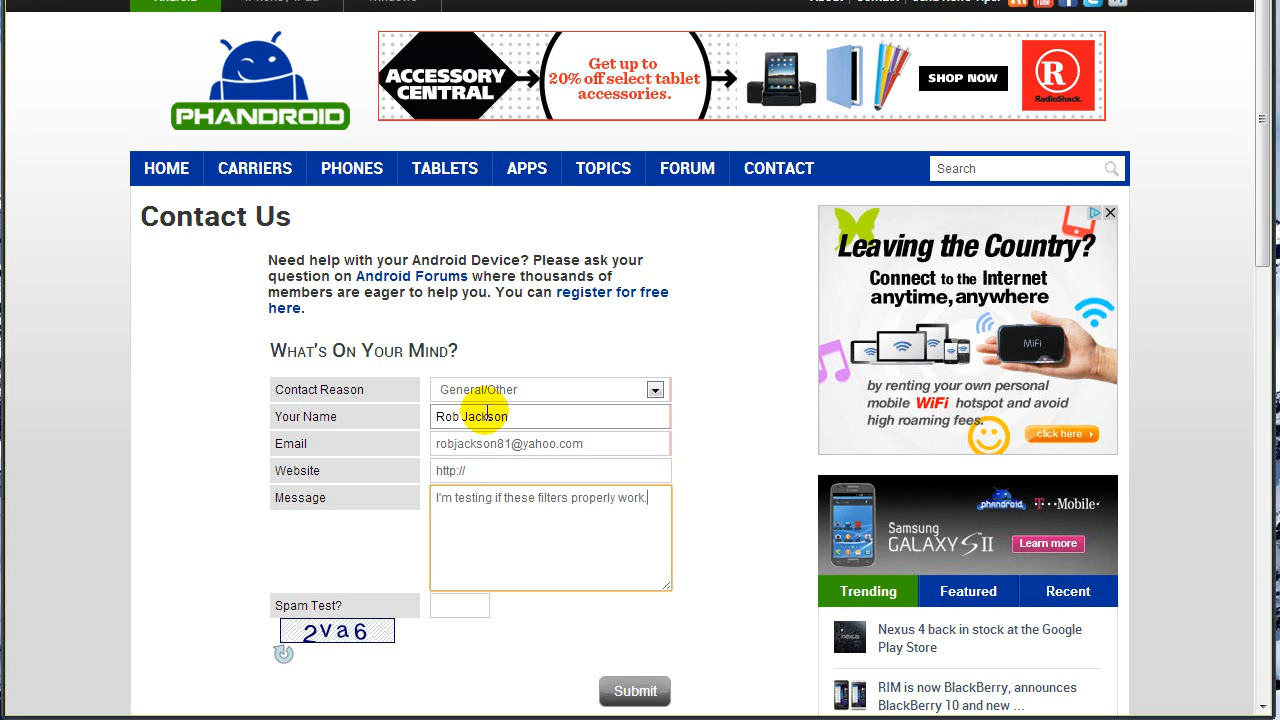 PHANDROID
ACCESSORY
CENTRAL
Get up to
20% off select tablet
accessories.
SHOP NOW
R
RadioShack.
HOME CARRIERS PHONES TABLETS APPS TOPICS FORUM CONTACT
Search
Contact Us
Need help with your Android Device? Please ask your
question on Android Forums where thousands of
members are eager to help you. You can register for free
here.
What's On Your Mind?
Contact Reason General/Other
Your Name Rob Jackson
Email robjackson81@yahoo.com
Website http://
Message I'm testing if these filters properly work.
Spam Test?
2va6
Submit
Leaving the Country?
Connect to the Internet
anytime, anywhere
MiFi
by renting your own personal
mobile WiFi hotspot and avoid
high roaming fees.
click here
phandroid T··Mobile·
Samsung
GALAXY S II
Learn more
Trending Featured Recent
Nexus 4 back in stock at the Google
Play Store
RIM is now BlackBerry, announces
BlackBerry 10 and new ...